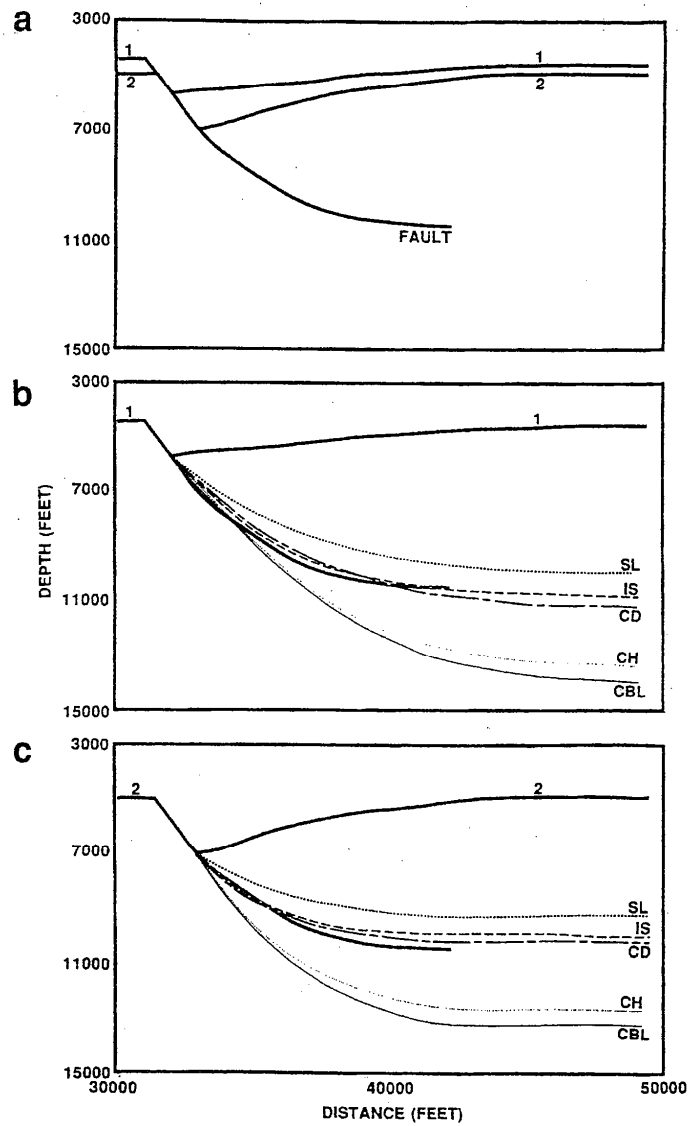 a
3000
7000
11000
15000
1
2
1
2
FAULT
b
3000
7000
11000
15000
DEPTH (FEET)
1
1
SL
IS
CD
CH
CBL
c
3000
7000
11000
15000
2
2
SL
IS
CD
CH
CBL
30000 40000 50000
DISTANCE (FEET)